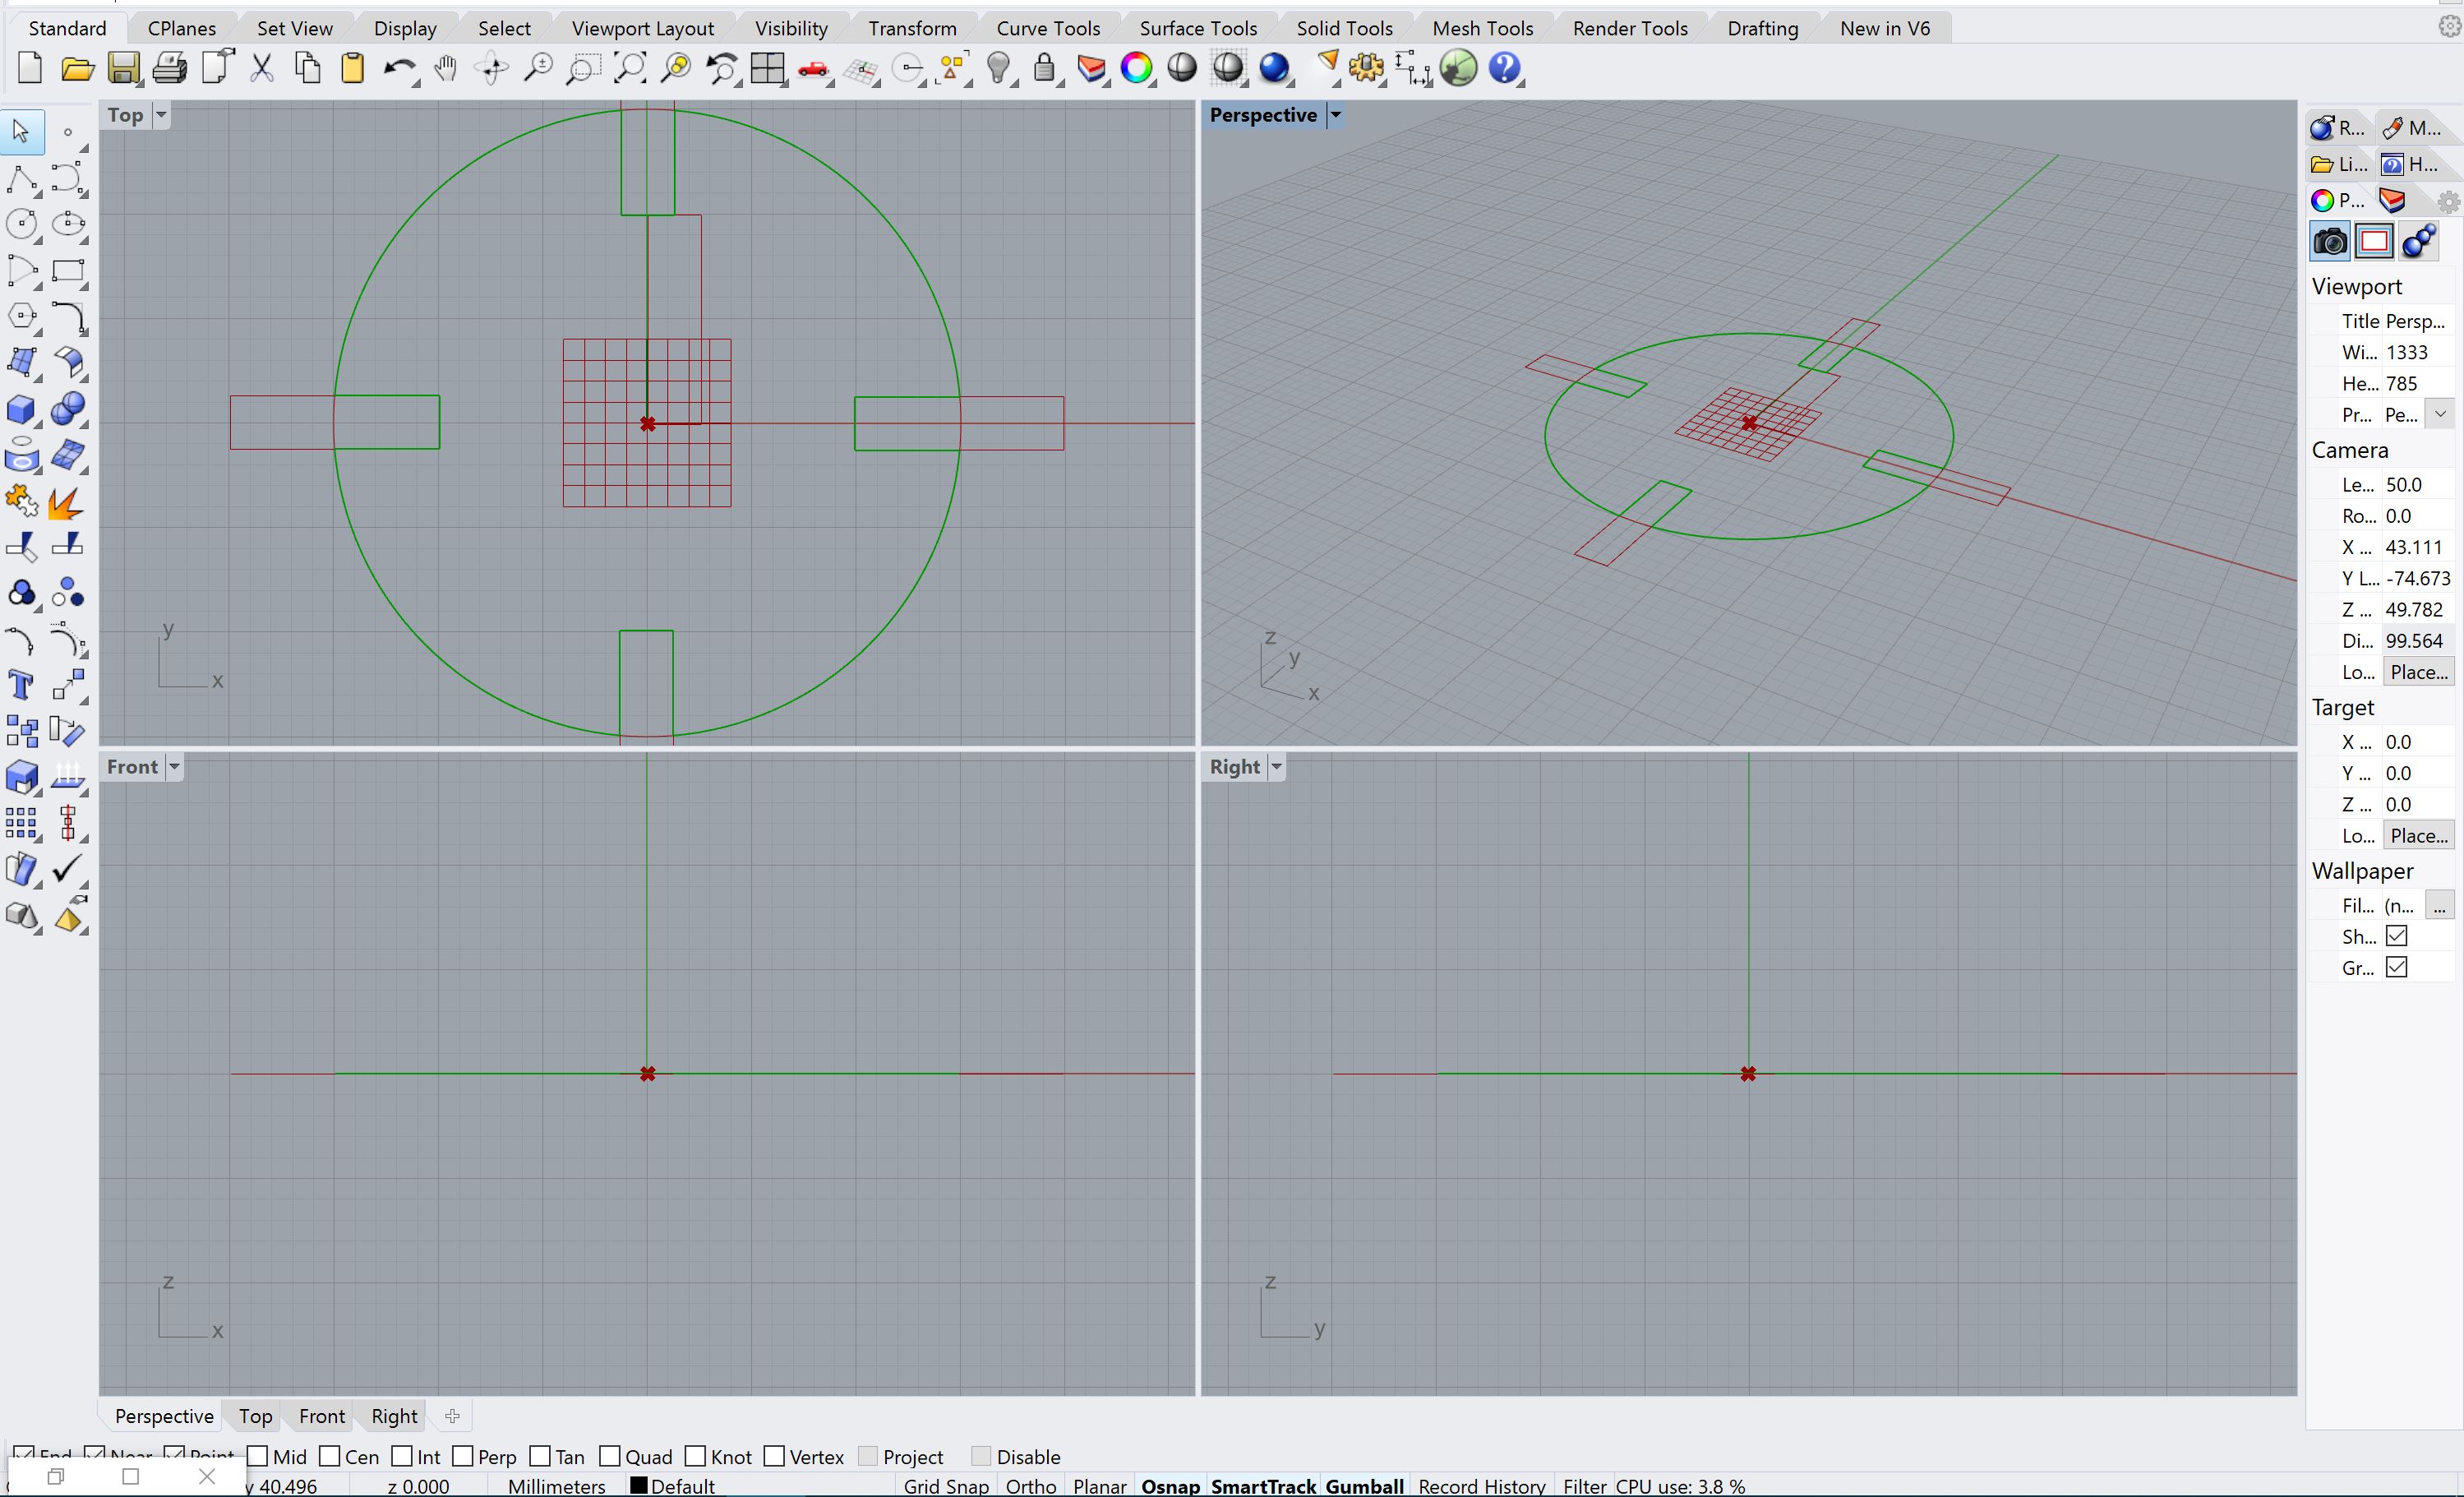 Standard CPlanes Set View Display Select Viewport Layout Visibility Transform Curve Tools Surface Tools Solid Tools Mesh Tools Render Tools Drafting New in V6
Top
Perspective
R... M...
Li... H...
P...
Viewport
Title Persp...
Wi... 1333
He... 785
Pr... Pe...
Camera
Le... 50.0
Ro... 0.0
X ... 43.111
Y L... -74.673
Z ... 49.782
Di... 99.564
Lo... Place...
Target
X ... 0.0
Y ... 0.0
Z ... 0.0
Lo... Place...
Wallpaper
Fil... (n... ...
Sh...
Gr...
y
x
z
y
x
Front
Right
z
x
z
y
Perspective Top Front Right
End Near Point Mid Cen Int Perp Tan Quad Knot Vertex Project Disable
y 40.496 z 0.000 Millimeters Default Grid Snap Ortho Planar Osnap SmartTrack Gumball Record History Filter CPU use: 3.8 %